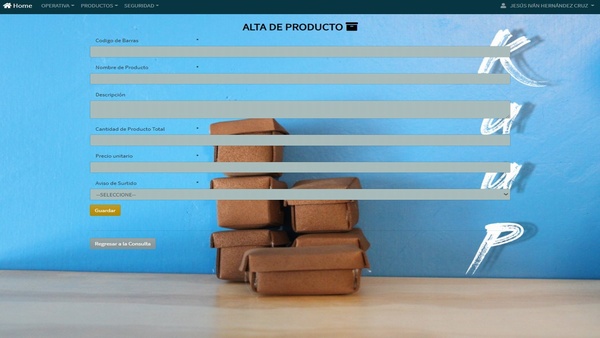 Home OPERATIVA PRODUCTOS SEGURIDAD JESÚS IVÁN HERNÁNDEZ CRUZ
ALTA DE PRODUCTO
Codigo de Barras *
Nombre de Producto *
Descripción
Cantidad de Producto Total *
Precio unitario *
Aviso de Surtido *
--SELECCIONE--
Guardar
Regresar a la Consulta